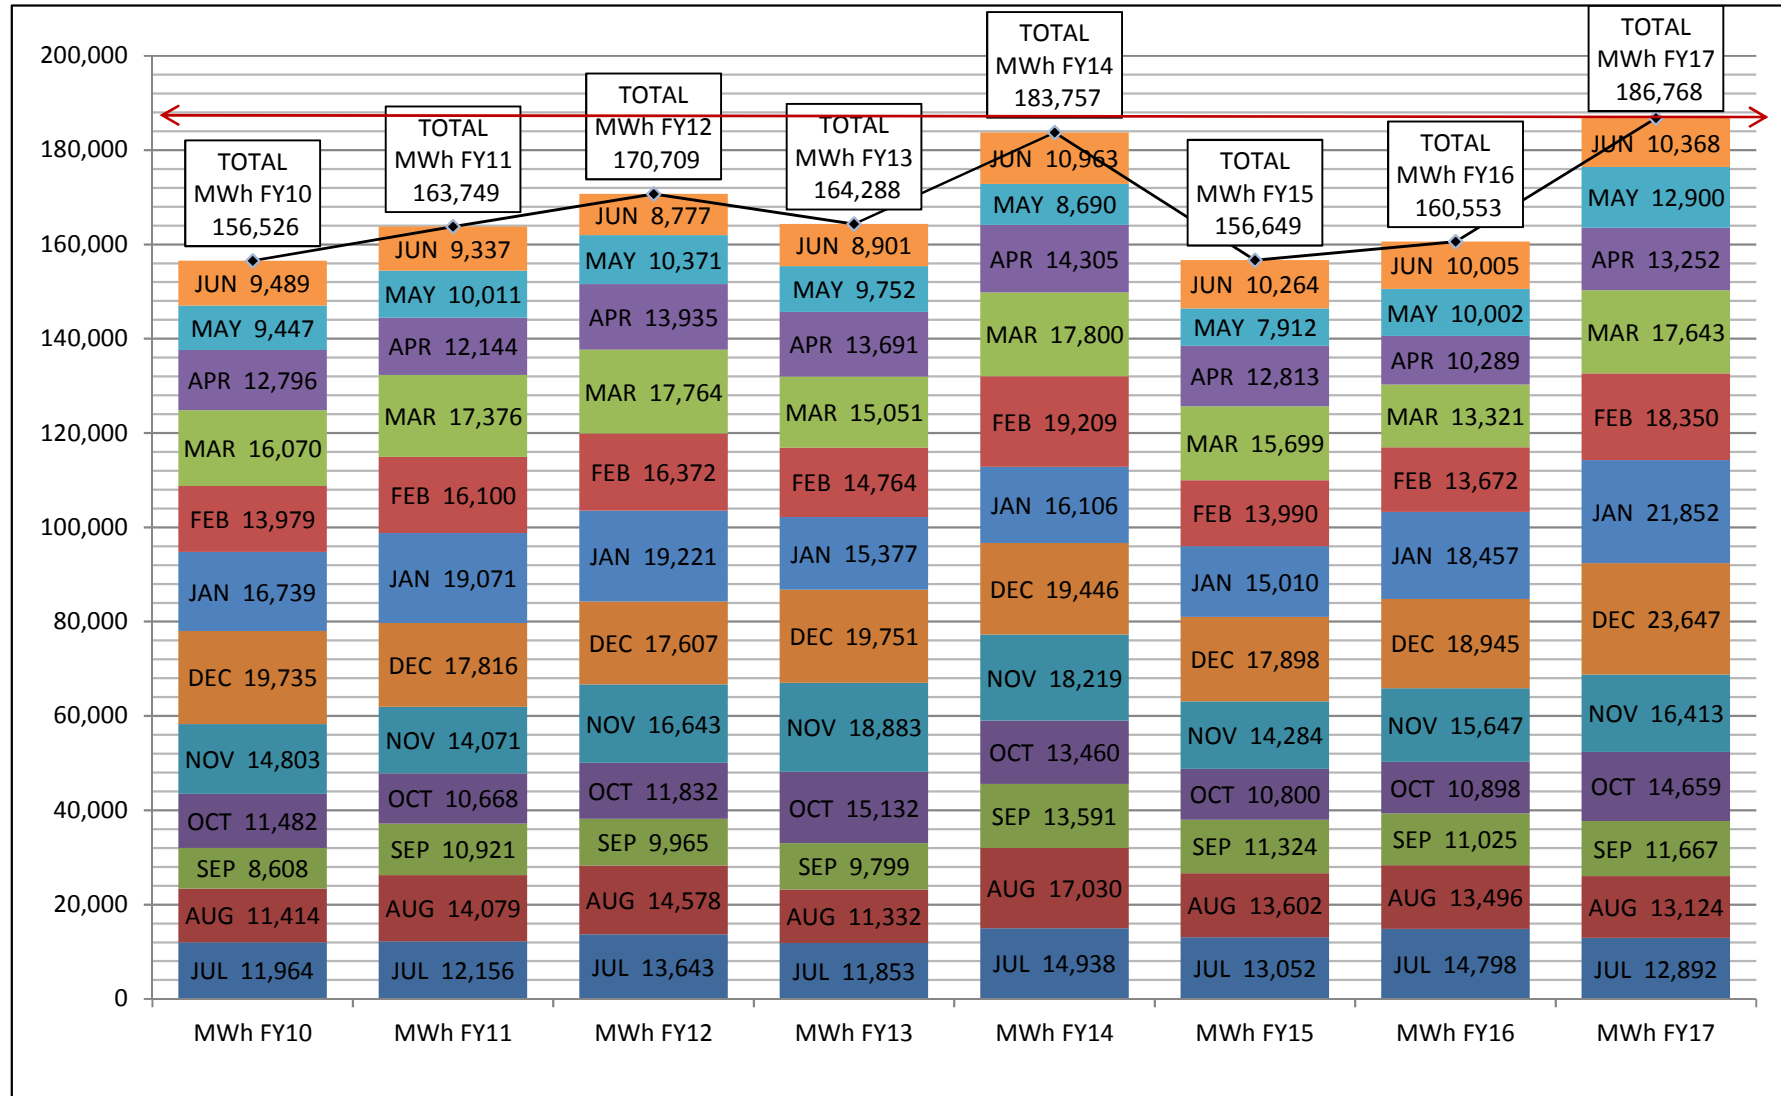 200,000
180,000
160,000
140,000
120,000
100,000
80,000
60,000
40,000
20,000
0
TOTAL
MWh FY10
156,526
JUN 9,489
MAY 9,447
APR 12,796
MAR 16,070
FEB 13,979
JAN 16,739
DEC 19,735
NOV 14,803
OCT 11,482
SEP 8,608
AUG 11,414
JUL 11,964
MWh FY10
TOTAL
MWh FY11
163,749
JUN 9,337
MAY 10,011
APR 12,144
MAR 17,376
FEB 16,100
JAN 19,071
DEC 17,816
NOV 14,071
OCT 10,668
SEP 10,921
AUG 14,079
JUL 12,156
MWh FY11
TOTAL
MWh FY12
170,709
JUN 8,777
MAY 10,371
APR 13,935
MAR 17,764
FEB 16,372
JAN 19,221
DEC 17,607
NOV 16,643
OCT 11,832
SEP 9,965
AUG 14,578
JUL 13,643
MWh FY12
TOTAL
MWh FY13
164,288
JUN 8,901
MAY 9,752
APR 13,691
MAR 15,051
FEB 14,764
JAN 15,377
DEC 19,751
NOV 18,883
OCT 15,132
SEP 9,799
AUG 11,332
JUL 11,853
MWh FY13
TOTAL
MWh FY14
183,757
JUN 10,963
MAY 8,690
APR 14,305
MAR 17,800
FEB 19,209
JAN 16,106
DEC 19,446
NOV 18,219
OCT 13,460
SEP 13,591
AUG 17,030
JUL 14,938
MWh FY14
TOTAL
MWh FY15
156,649
JUN 10,264
MAY 7,912
APR 12,813
MAR 15,699
FEB 13,990
JAN 15,010
DEC 17,898
NOV 14,284
OCT 10,800
SEP 11,324
AUG 13,602
JUL 13,052
MWh FY15
TOTAL
MWh FY16
160,553
JUN 10,005
MAY 10,002
APR 10,289
MAR 13,321
FEB 13,672
JAN 18,457
DEC 18,945
NOV 15,647
OCT 10,898
SEP 11,025
AUG 13,496
JUL 14,798
MWh FY16
TOTAL
MWh FY17
186,768
JUN 10,368
MAY 12,900
APR 13,252
MAR 17,643
FEB 18,350
JAN 21,852
DEC 23,647
NOV 16,413
OCT 14,659
SEP 11,667
AUG 13,124
JUL 12,892
MWh FY17